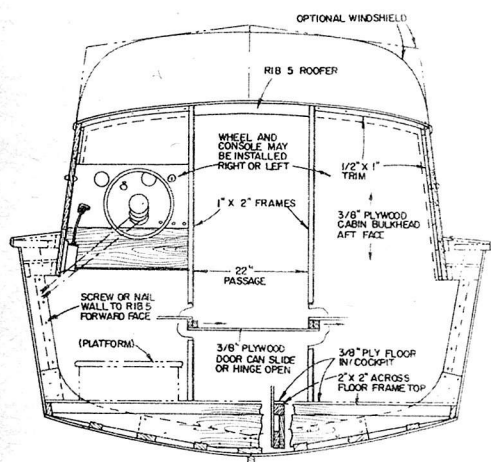 OPTIONAL WINDSHIELD
RIB 5 ROOFER
WHEEL AND
CONSOLE MAY
BE INSTALLED
RIGHT OR LEFT
1/2" X 1"
TRIM
1" X 2" FRAMES
3/8" PLYWOOD
CABIN BULKHEAD
AFT FACE
22"
PASSAGE
SCREW OR NAIL
WALL TO RIB 5
FORWARD FACE
(PLATFORM)
3/8" PLYWOOD
DOOR CAN SLIDE
OR HINGE OPEN
3/8" PLY FLOOR
IN COCKPIT
2" X 2" ACROSS
FLOOR FRAME TOP